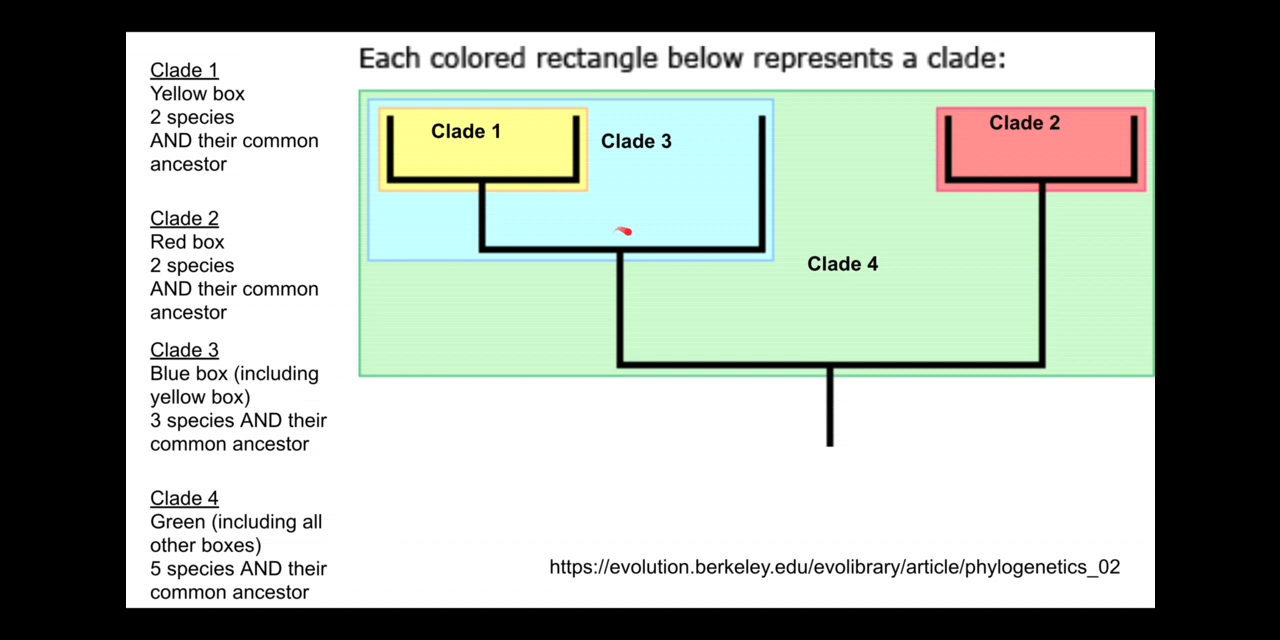 Each colored rectangle below represents a clade:
Clade 1
Yellow box
2 species
AND their common
ancestor
Clade 2
Red box
2 species
AND their common
ancestor
Clade 3
Blue box (including
yellow box)
3 species AND their
common ancestor
Clade 4
Green (including all
other boxes)
5 species AND their
common ancestor
Clade 1
Clade 3
Clade 2
Clade 4
https://evolution.berkeley.edu/evolibrary/article/phylogenetics_02